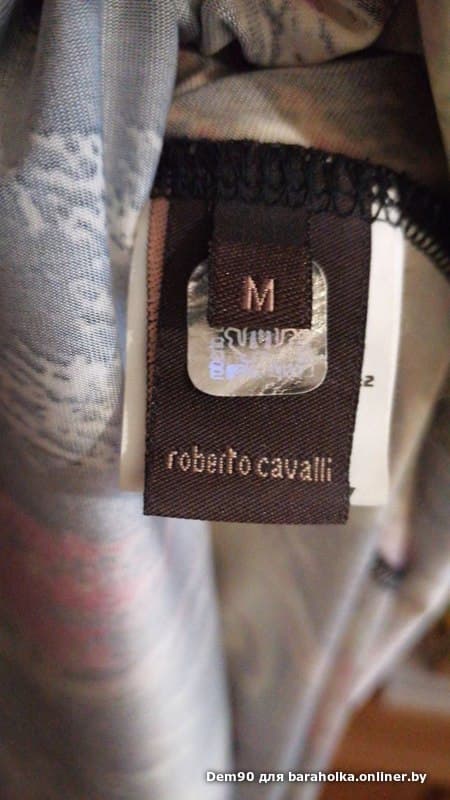 M
roberto cavalli
Dem90 для baraholka.onliner.by